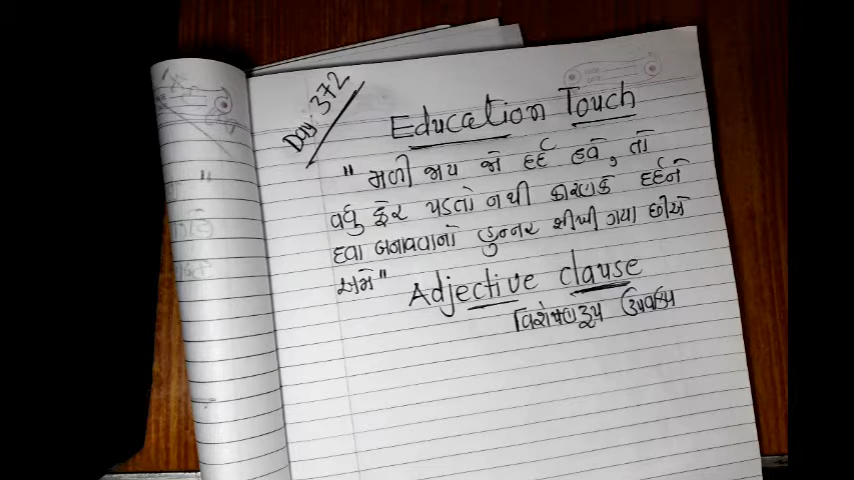 Day: 372
Education Touch
"મળી જાય જો દર્દ હવે, તો
વધુ ફેર પડતો નથી કારણકે દર્દને
દવા બનાવવાનો હુન્નર શીખી ગયા છીએ
અમે"
Adjective clause
વિશેષણરૂપ ઉપવાક્ય